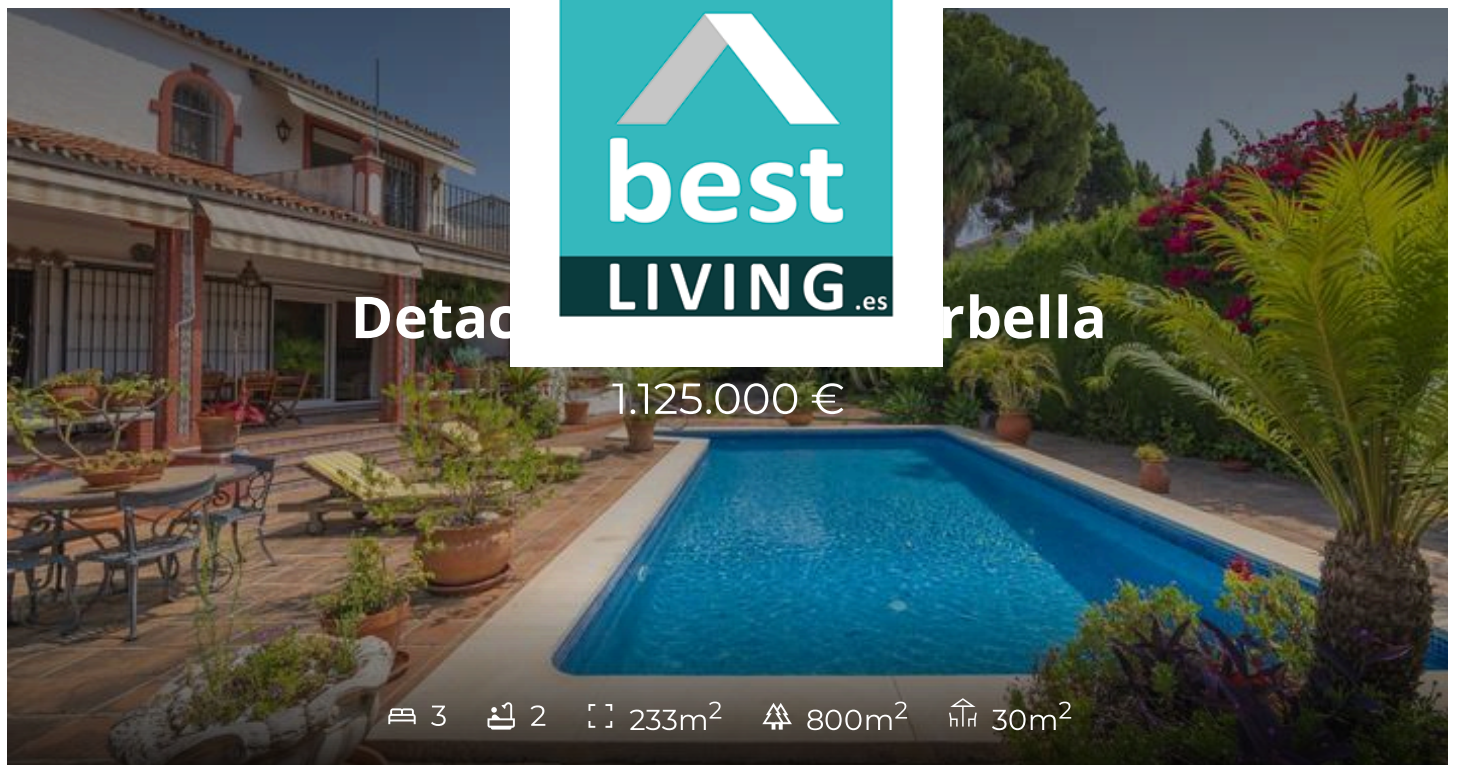 best
LIVING.es
Detac rbella
1.125.000 €
3 2 233m² 800m² 30m²